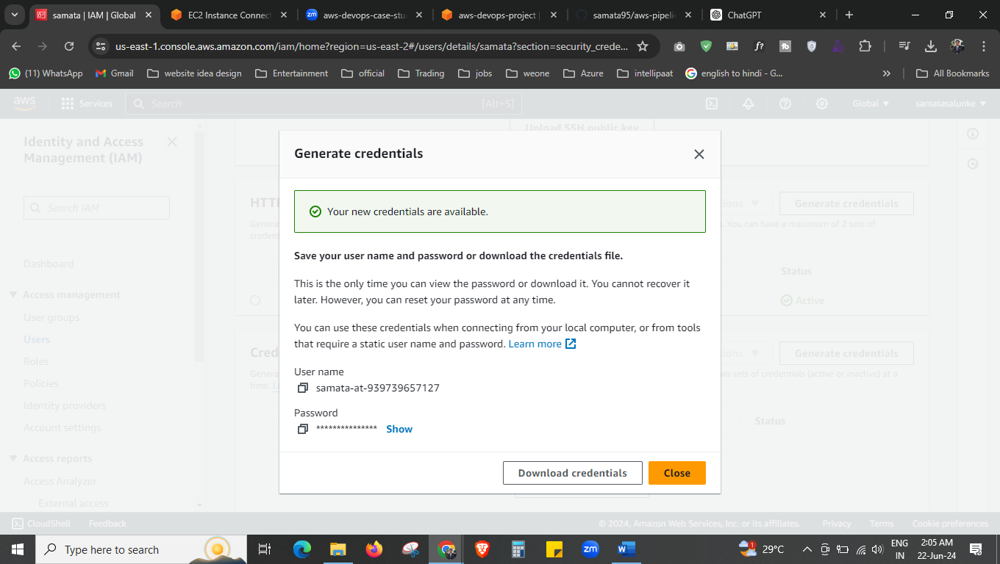 samata | IAM | Global
EC2 Instance Connect
aws-devops-case-stu
aws-devops-project |
samata95/aws-pipelin
ChatGPT
us-east-1.console.aws.amazon.com/iam/home?region=us-east-2#/users/details/samata?section=security_crede...
(11) WhatsApp
Gmail
website idea design
Entertainment
official
Trading
jobs
weone
Azure
intellipaat
english to hindi - G...
All Bookmarks
aws
Services
Search
[Alt+S]
Global
samatasalunke
Identity and Access
Management (IAM)
Search IAM
Dashboard
Access management
User groups
Users
Roles
Policies
Identity providers
Account settings
Access reports
Access Analyzer
External access
Upload SSH public key
Generate credentials
. You can have a maximum of 2 sets of
Status
Active
Cred
Generate credentials
two sets of credentials (active or inactive) at a
time.
Status
Generate credentials
Your new credentials are available.
Save your user name and password or download the credentials file.
This is the only time you can view the password or download it. You cannot recover it
later. However, you can reset your password at any time.
You can use these credentials when connecting from your local computer, or from tools
that require a static user name and password. Learn more
User name
samata-at-939739657127
Password
*************** Show
Download credentials
Close
CloudShell
Feedback
© 2024, Amazon Web Services, Inc. or its affiliates.
Privacy
Terms
Cookie preferences
Type here to search
29°C
ENG
IN
2:05 AM
22-Jun-24